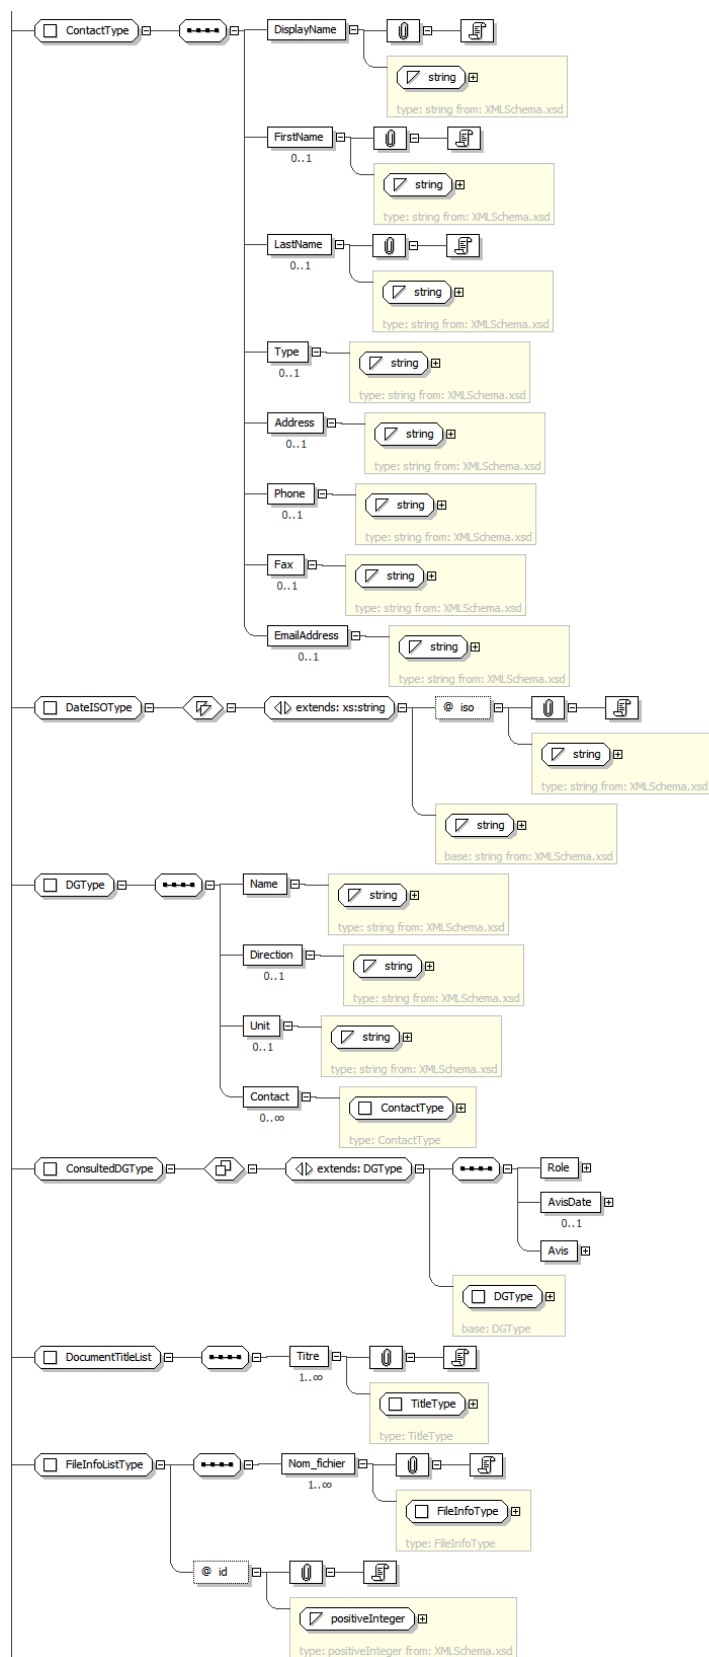 ContactType
DisplayName
string
type: string from: XMLSchema.xsd
FirstName
0..1
string
type: string from: XMLSchema.xsd
LastName
0..1
string
type: string from: XMLSchema.xsd
Type
0..1
string
type: string from: XMLSchema.xsd
Address
0..1
string
type: string from: XMLSchema.xsd
Phone
0..1
string
type: string from: XMLSchema.xsd
Fax
0..1
string
type: string from: XMLSchema.xsd
EmailAddress
0..1
string
type: string from: XMLSchema.xsd
DateISOType
extends: xs:string
@ iso
string
type: string from: XMLSchema.xsd
string
base: string from: XMLSchema.xsd
DGType
Name
string
type: string from: XMLSchema.xsd
Direction
0..1
string
type: string from: XMLSchema.xsd
Unit
0..1
string
type: string from: XMLSchema.xsd
Contact
0..∞
ContactType
type: ContactType
ConsultedDGType
extends: DGType
Role
AvisDate
0..1
Avis
DGType
base: DGType
DocumentTitleList
Titre
1..∞
TitleType
type: TitleType
FileInfoListType
Nom_fichier
1..∞
FileInfoType
type: FileInfoType
@ id
positiveInteger
type: positiveInteger from: XMLSchema.xsd